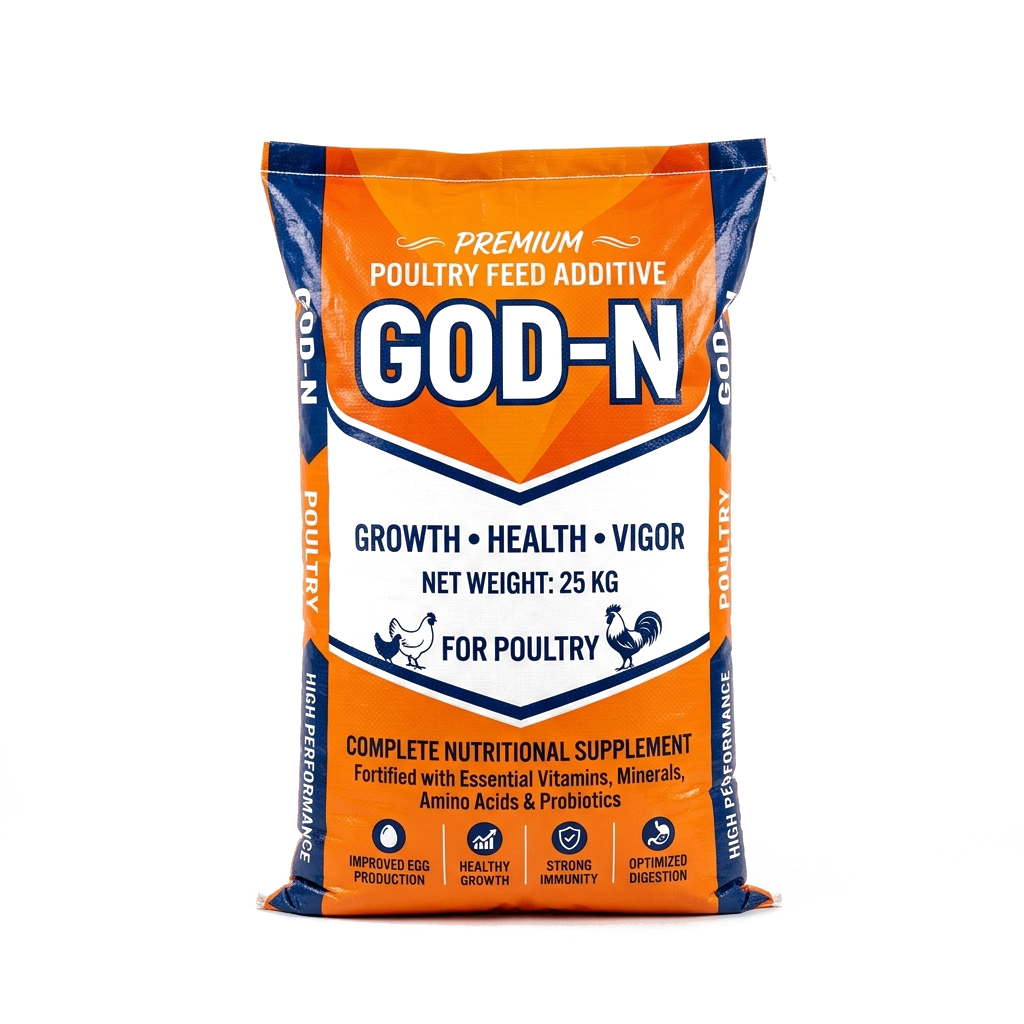 PREMIUM
POULTRY FEED ADDITIVE
GOD-N
GROWTH • HEALTH • VIGOR
NET WEIGHT: 25 KG
FOR POULTRY
COMPLETE NUTRITIONAL SUPPLEMENT
Fortified with Essential Vitamins, Minerals,
Amino Acids & Probiotics
IMPROVED EGG
PRODUCTION
HEALTHY
GROWTH
STRONG
IMMUNITY
OPTIMIZED
DIGESTION
GOD-N
POULTRY
HIGH PERFORMANCE
GOD-N
POULTRY
HIGH PERFORMANCE